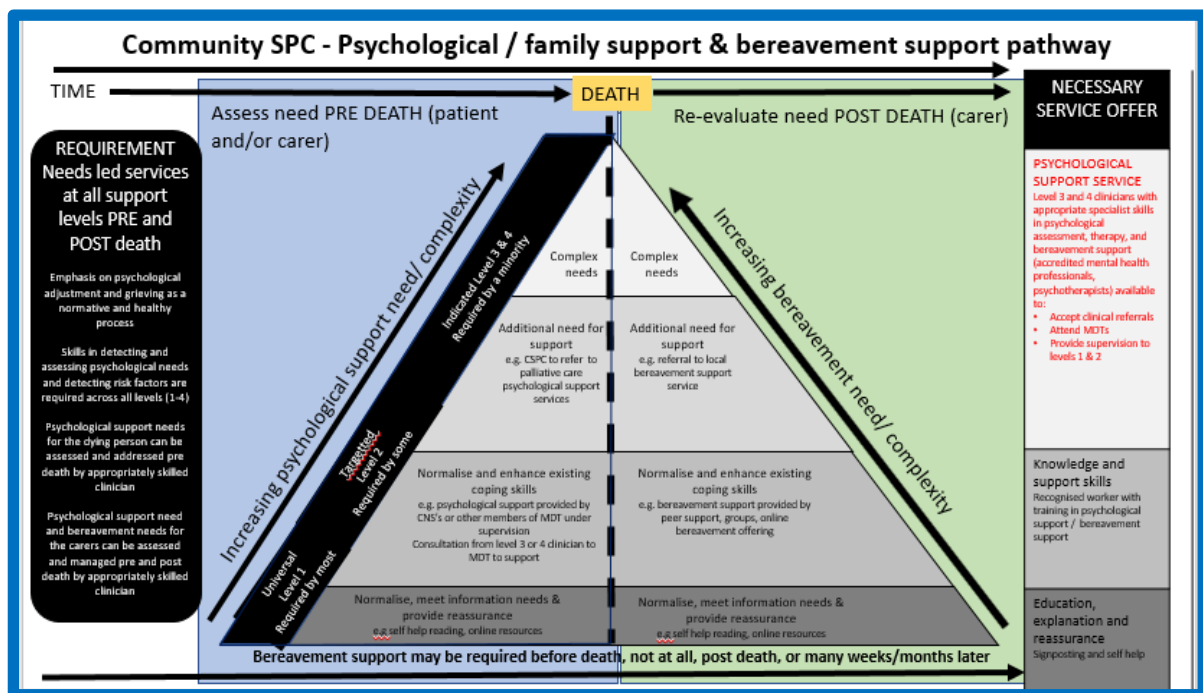 Community SPC - Psychological / family support & bereavement support pathway
TIME
DEATH
Assess need PRE DEATH (patient
and/or carer)
Re-evaluate need POST DEATH (carer)
REQUIREMENT
Needs led services
at all support
levels PRE and
POST death
Emphasis on psychological
adjustment and grieving as a
normative and healthy
process
Skills in detecting and
assessing psychological needs
and detecting risk factors are
required across all levels (1-4)
Psychological support needs
for the dying person can be
assessed and addressed pre
death by appropriately skilled
clinician
Psychological support need
and bereavement needs for
the carers can be assessed
and managed pre and post
death by appropriately skilled
clinician
Increasing psychological support need/ complexity
Indicated Level 3 & 4
Required by a minority
Targetted
Level 2
Required by some
Universal
Level 1
Required by most
Complex
needs
Additional need for
support
e.g. CSPC to refer to
palliative care
psychological support
services
Normalise and enhance existing
coping skills
e.g. psychological support provided by
CNS's or other members of MDT under
supervision
Consultation from level 3 or 4 clinician to
MDT to support
Normalise, meet information needs &
provide reassurance
e.g self help reading, online resources
Complex
needs
Additional need for
support
e.g. referral to local
bereavement support
service
Normalise and enhance existing
coping skills
e.g. bereavement support provided by
peer support, groups, online
bereavement offering
Normalise, meet information needs &
provide reassurance
e.g self help reading, online resources
Increasing bereavement need/ complexity
Bereavement support may be required before death, not at all, post death, or many weeks/months later
NECESSARY
SERVICE OFFER
PSYCHOLOGICAL
SUPPORT SERVICE
Level 3 and 4 clinicians with
appropriate specialist skills
in psychological
assessment, therapy, and
bereavement support
(accredited mental health
professionals,
psychotherapists) available
to:
• Accept clinical referrals
• Attend MDTs
• Provide supervision to
levels 1 & 2
Knowledge and
support skills
Recognised worker with
training in psychological
support / bereavement
support
Education,
explanation and
reassurance
Signposting and self help